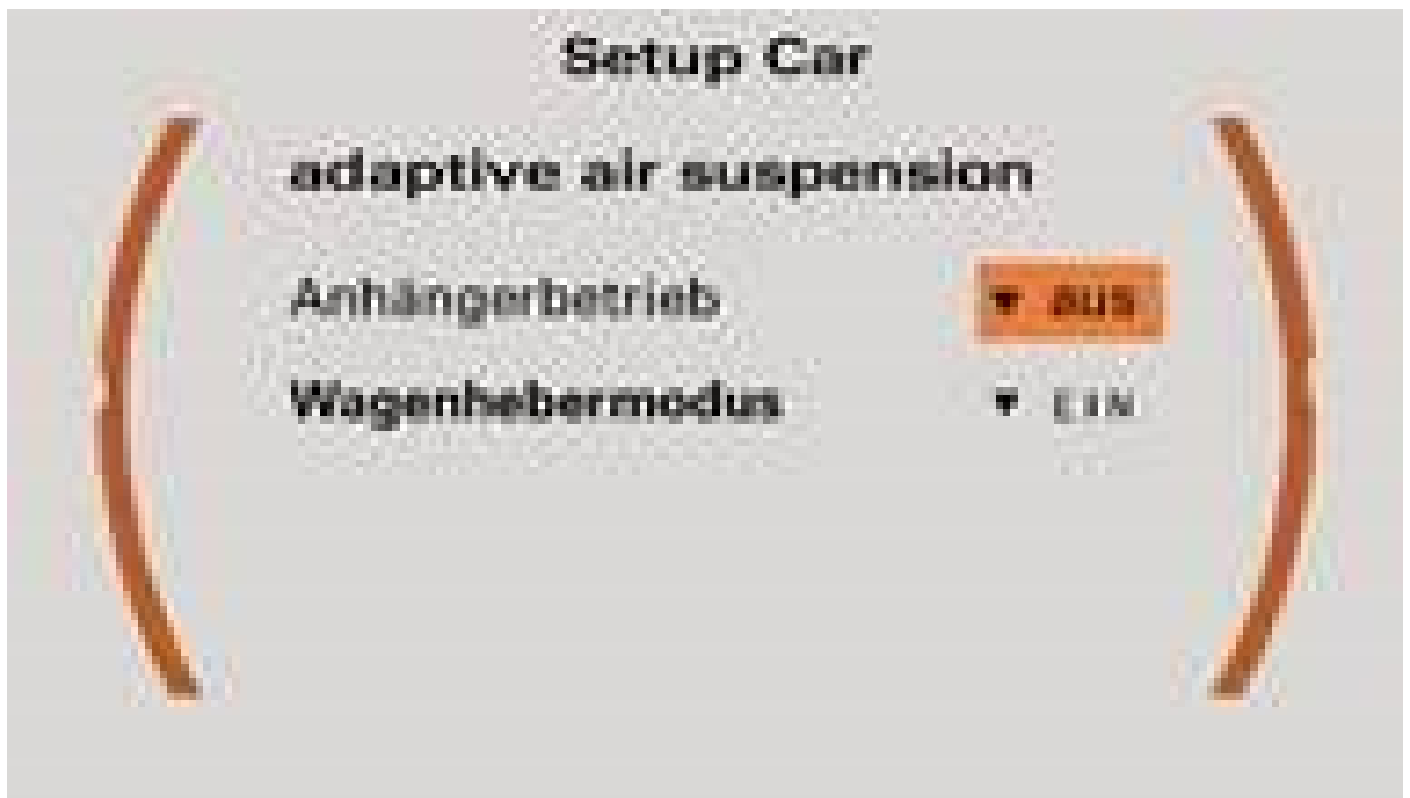 Setup Car
adaptive air suspension
Anhängerbetrieb ▼ aus
Wagenhebermodus ▼ EIN